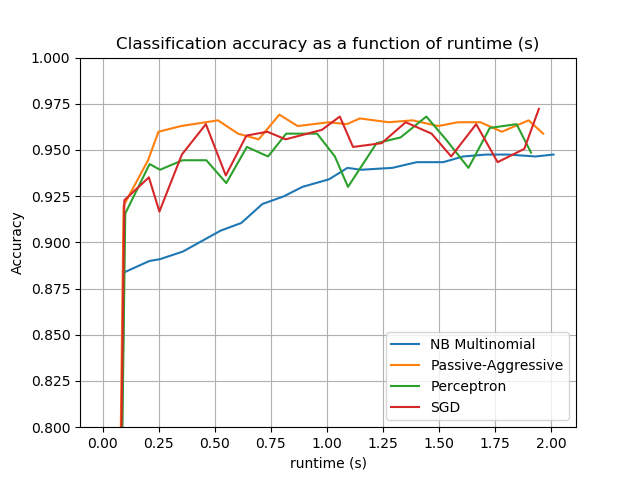 Classification accuracy as a function of runtime (s)
1.000
0.975
0.950
0.925
0.900
0.875
0.850
0.825
0.800
Accuracy
NB Multinomial
Passive-Aggressive
Perceptron
SGD
0.00 0.25 0.50 0.75 1.00 1.25 1.50 1.75 2.00
runtime (s)